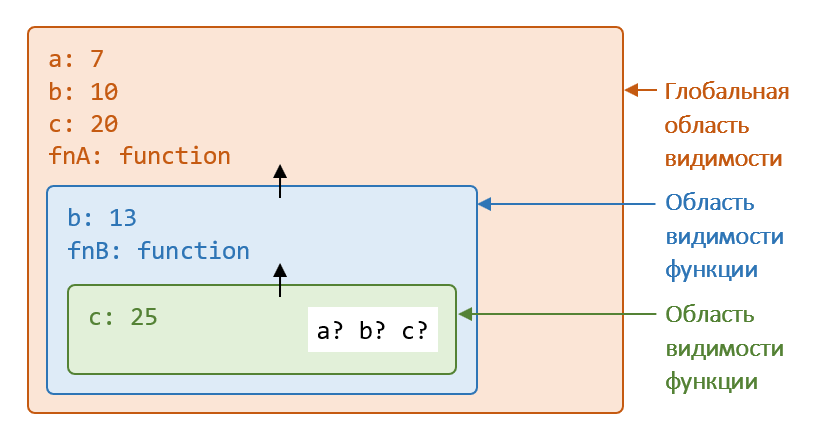 a: 7
b: 10
c: 20
fnA: function
b: 13
fnB: function
c: 25
a? b? c?
Глобальная
область
видимости
Область
видимости
функции
Область
видимости
функции